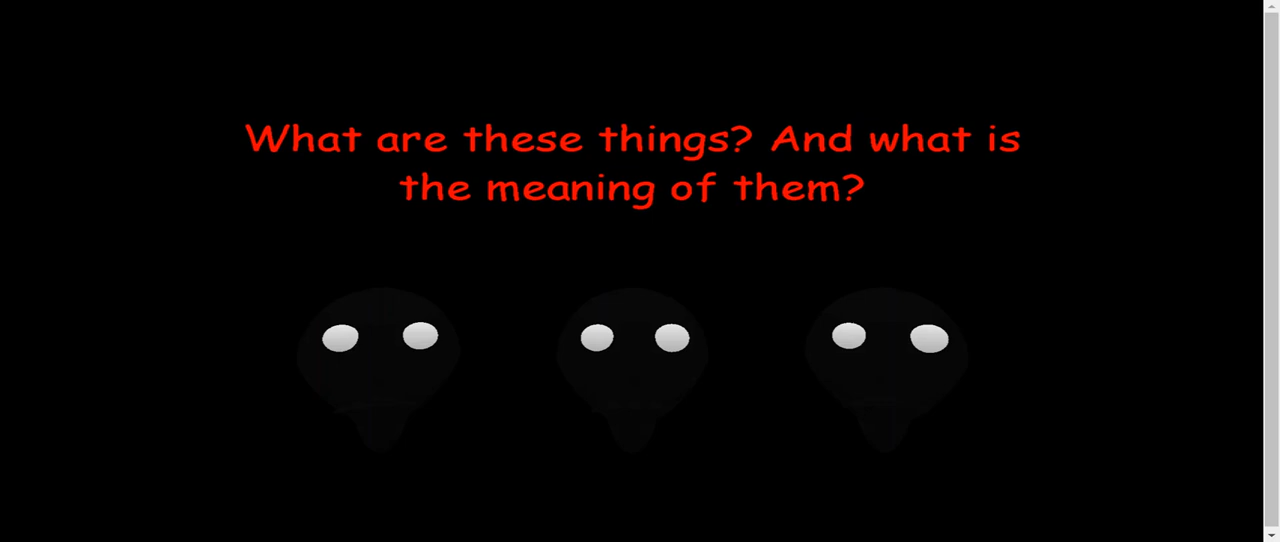 What are these things? And what is
the meaning of them?